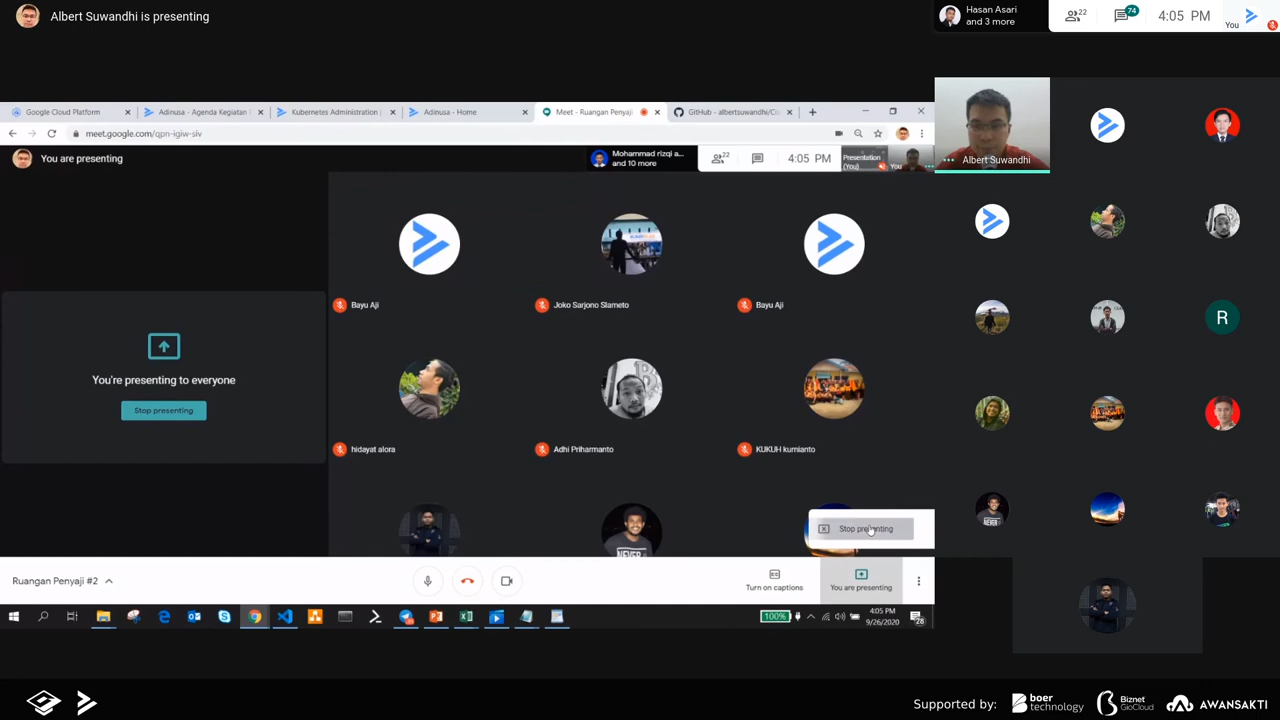 Albert Suwandhi is presenting
Hasan Asari
and 3 more
22
74
4:05 PM
You
Google Cloud Platform
Adinusa - Agenda Kegiatan
Kubernetes Administration
Adinusa - Home
Meet - Ruangan Penyaji
GitHub - albertsuwandhi/
meet.google.com/qpn-igiw-siv
You are presenting
Mohammad rizqi a...
and 10 more
22
4:05 PM
Presentation
(You)
You
Albert Suwandhi
Bayu Aji
Joko Sarjono Slameto
Bayu Aji
R
You're presenting to everyone
Stop presenting
hidayat alora
Adhi Priharmanto
KUKUH kurnianto
NEVER
NEVER
Stop presenting
Ruangan Penyaji #2
Turn on captions
You are presenting
100%
4:05 PM
9/26/2020
28
Supported by:
boer
technology
Biznet
GioCloud
AWANSAKTI